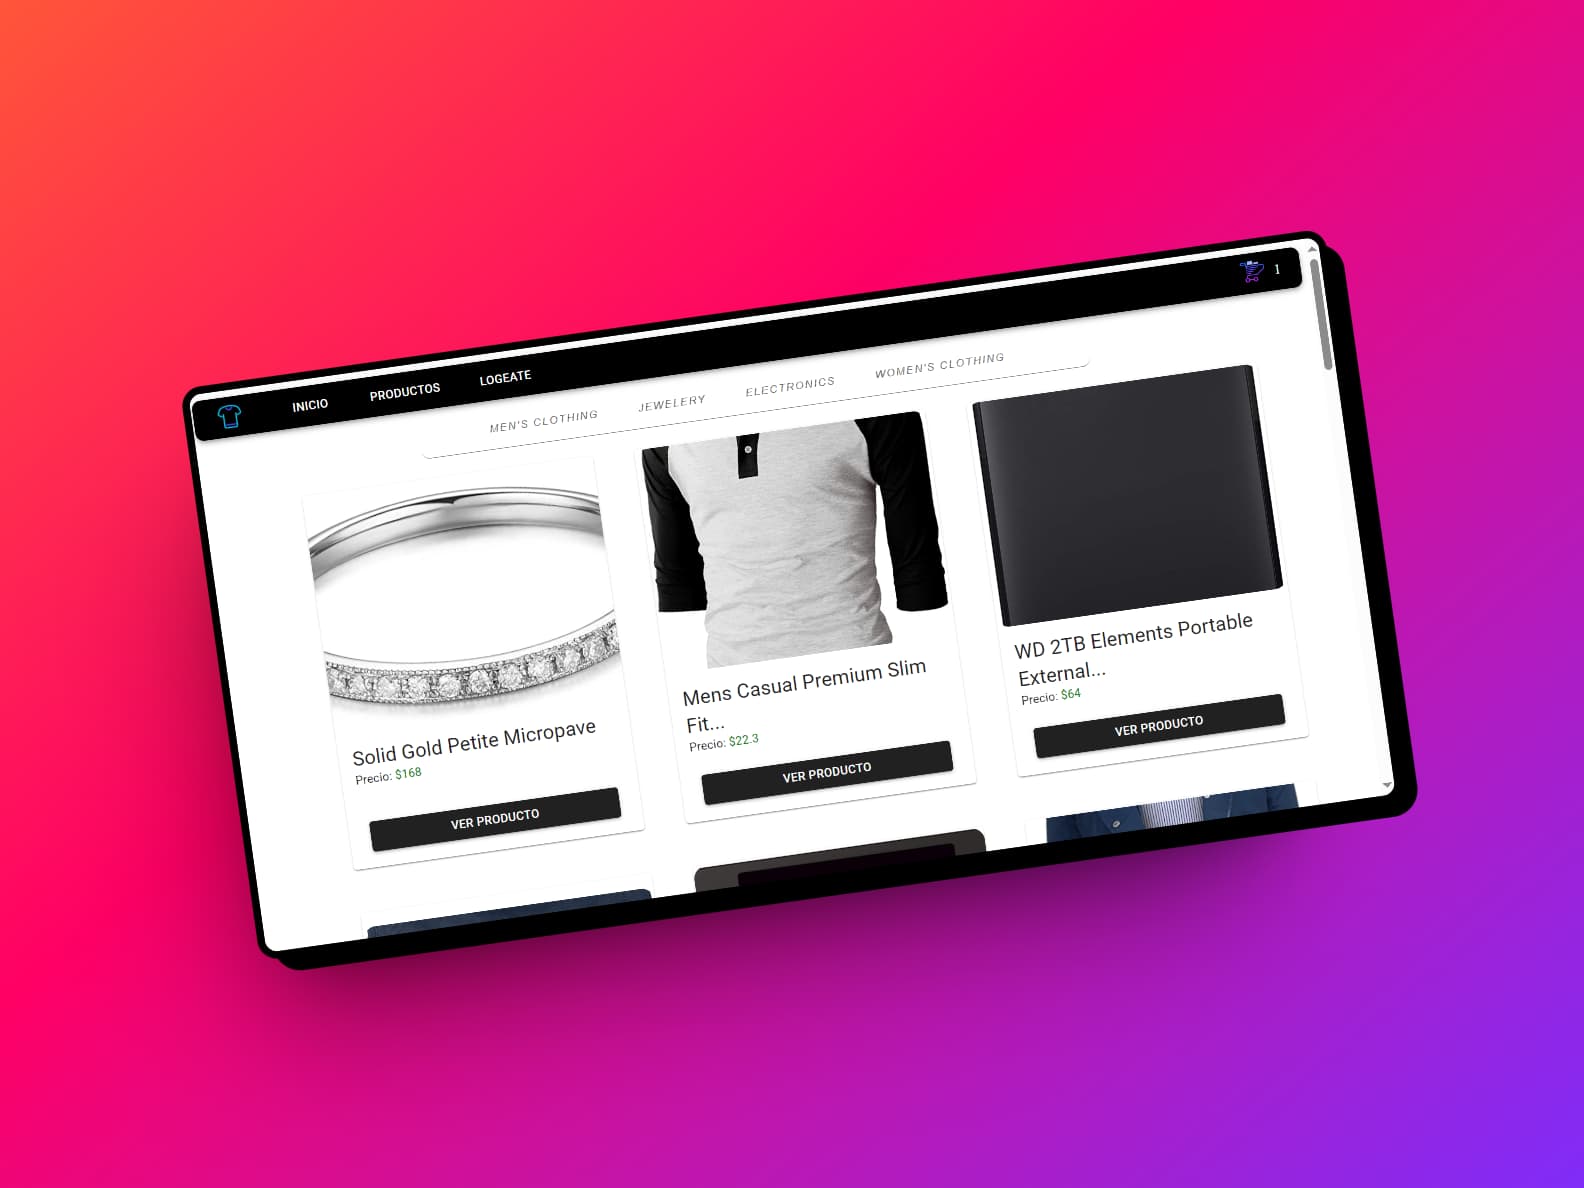 INICIO
PRODUCTOS
LOGEATE
1
MEN'S CLOTHING
JEWELERY
ELECTRONICS
WOMEN'S CLOTHING
Solid Gold Petite Micropave
Precio: $168
VER PRODUCTO
Mens Casual Premium Slim
Fit...
Precio: $22.3
VER PRODUCTO
WD 2TB Elements Portable
External...
Precio: $64
VER PRODUCTO